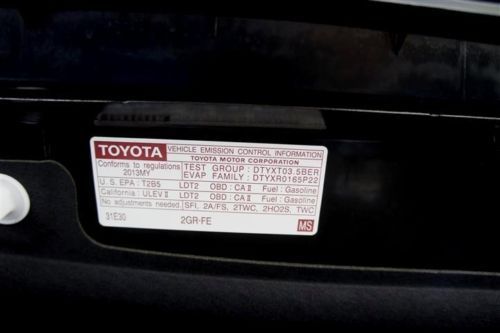 TOYOTA VEHICLE EMISSION CONTROL INFORMATION
TOYOTA MOTOR CORPORATION
Conforms to regulations
2013MY
TEST GROUP : DTYXT03.5BER
EVAP FAMILY : DTYXR0165P22
U.S. EPA : T2B5 LDT2 OBD : CA II Fuel : Gasoline
California : ULEV II LDT2 OBD : CA II Fuel : Gasoline
No adjustments needed. SFI, 2A/FS, 2TWC, 2HO2S, TWC
31E30 2GR-FE MS